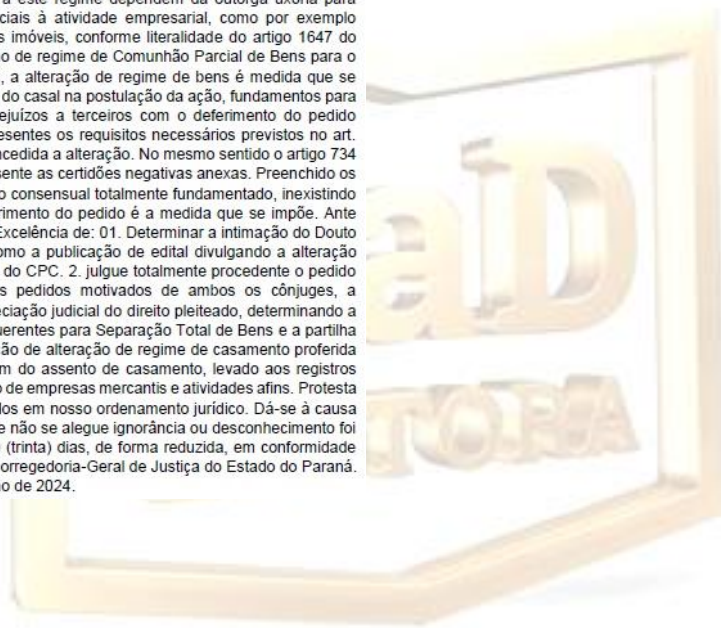 a este regime dependem da outorga uxória para
ciais à atividade empresarial, como por exemplo
s imóveis, conforme literalidade do artigo 1647 do
o de regime de Comunhão Parcial de Bens para o
, a alteração de regime de bens é medida que se
do casal na postulação da ação, fundamentos para
ejuízos a terceiros com o deferimento do pedido
esentes os requisitos necessários previstos no art.
ncedida a alteração. No mesmo sentido o artigo 734
sente as certidões negativas anexas. Preenchido os
o consensual totalmente fundamentado, inexistindo
rimento do pedido é a medida que se impõe. Ante
Excelência de: 01. Determinar a intimação do Douto
omo a publicação de edital divulgando a alteração
do CPC. 2. julgue totalmente procedente o pedido
s pedidos motivados de ambos os cônjuges, a
ciação judicial do direito pleiteado, determinando a
uerentes para Separação Total de Bens e a partilha
ção de alteração de regime de casamento proferida
m do assento de casamento, levado aos registros
o de empresas mercantis e atividades afins. Protesta
dos em nosso ordenamento jurídico. Dá-se à causa
e não se alegue ignorância ou desconhecimento foi
(trinta) dias, de forma reduzida, em conformidade
orregedoria-Geral de Justiça do Estado do Paraná.
o de 2024.
aD
TORIA